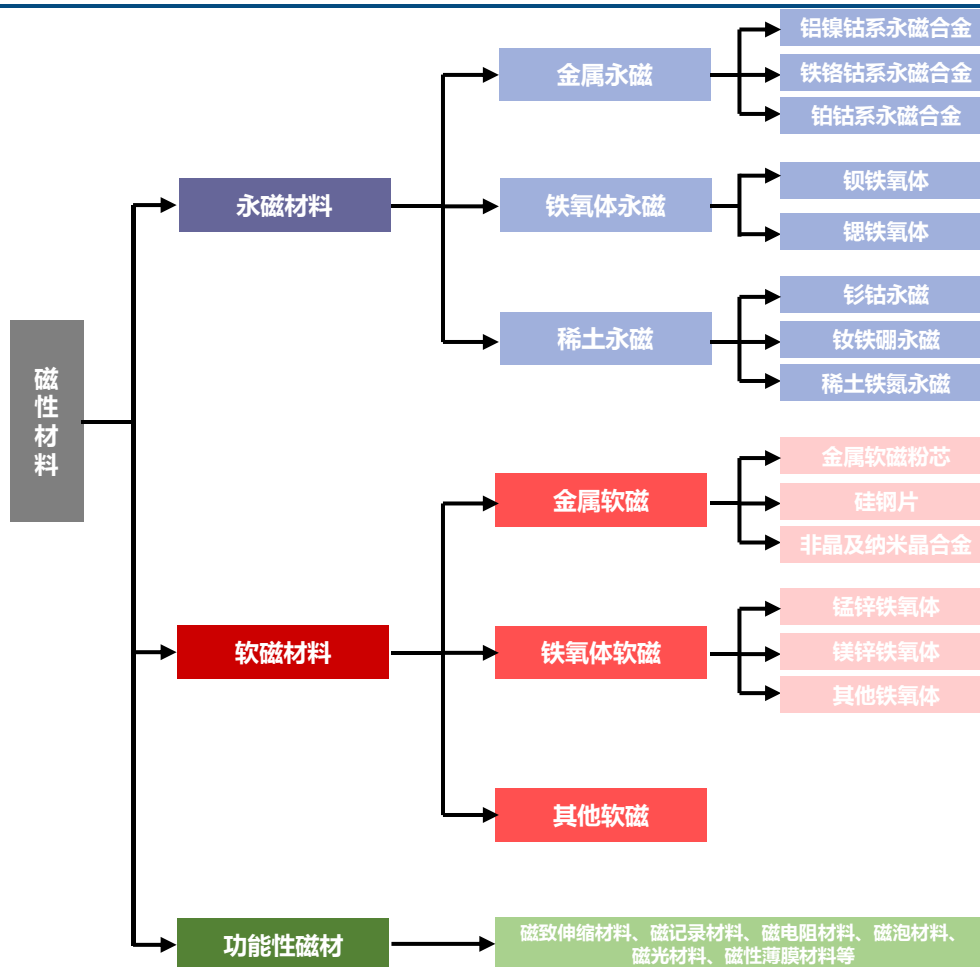 磁性材料
永磁材料
金属永磁
铝镍钴系永磁合金
铁铬钴系永磁合金
铂钴系永磁合金
铁氧体永磁
钡铁氧体
锶铁氧体
稀土永磁
钐钴永磁
钕铁硼永磁
稀土铁氮永磁
软磁材料
金属软磁
金属软磁粉芯
硅钢片
非晶及纳米晶合金
铁氧体软磁
锰锌铁氧体
镁锌铁氧体
其他铁氧体
其他软磁
功能性磁材
磁致伸缩材料、磁记录材料、磁电阻材料、磁泡材料、
磁光材料、磁性薄膜材料等